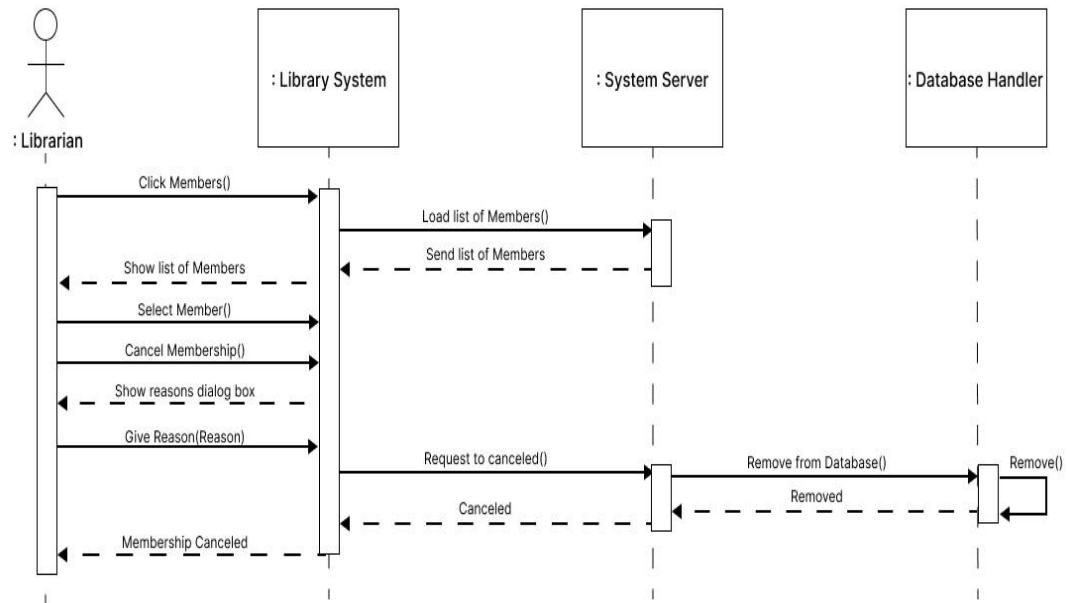 : Librarian
: Library System
: System Server
: Database Handler
Click Members()
Load list of Members()
Send list of Members
Show list of Members
Select Member()
Cancel Membership()
Show reasons dialog box
Give Reason(Reason)
Request to canceled()
Remove from Database()
Remove()
Removed
Canceled
Membership Canceled